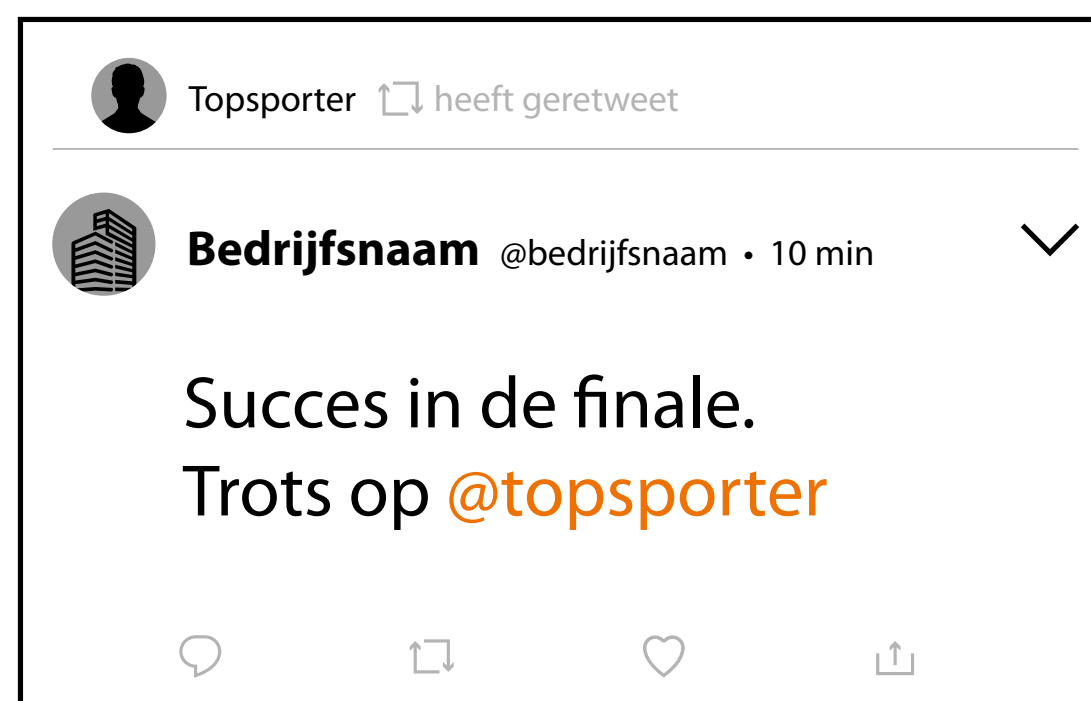 Topsporter heeft geretweet
Bedrijfsnaam @bedrijfsnaam • 10 min
Succes in de finale.
Trots op @topsporter